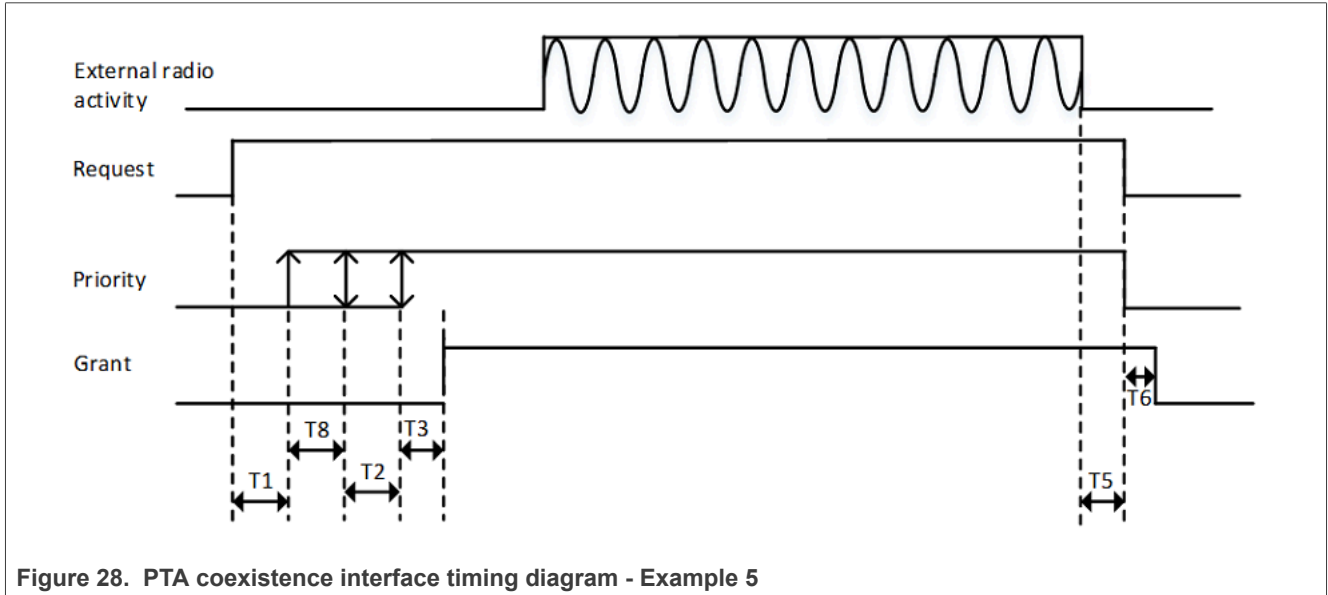 External radio
activity
Request
Priority
Grant
T6
T8
T3
T2
T1
T5
Figure 28. PTA coexistence interface timing diagram - Example 5